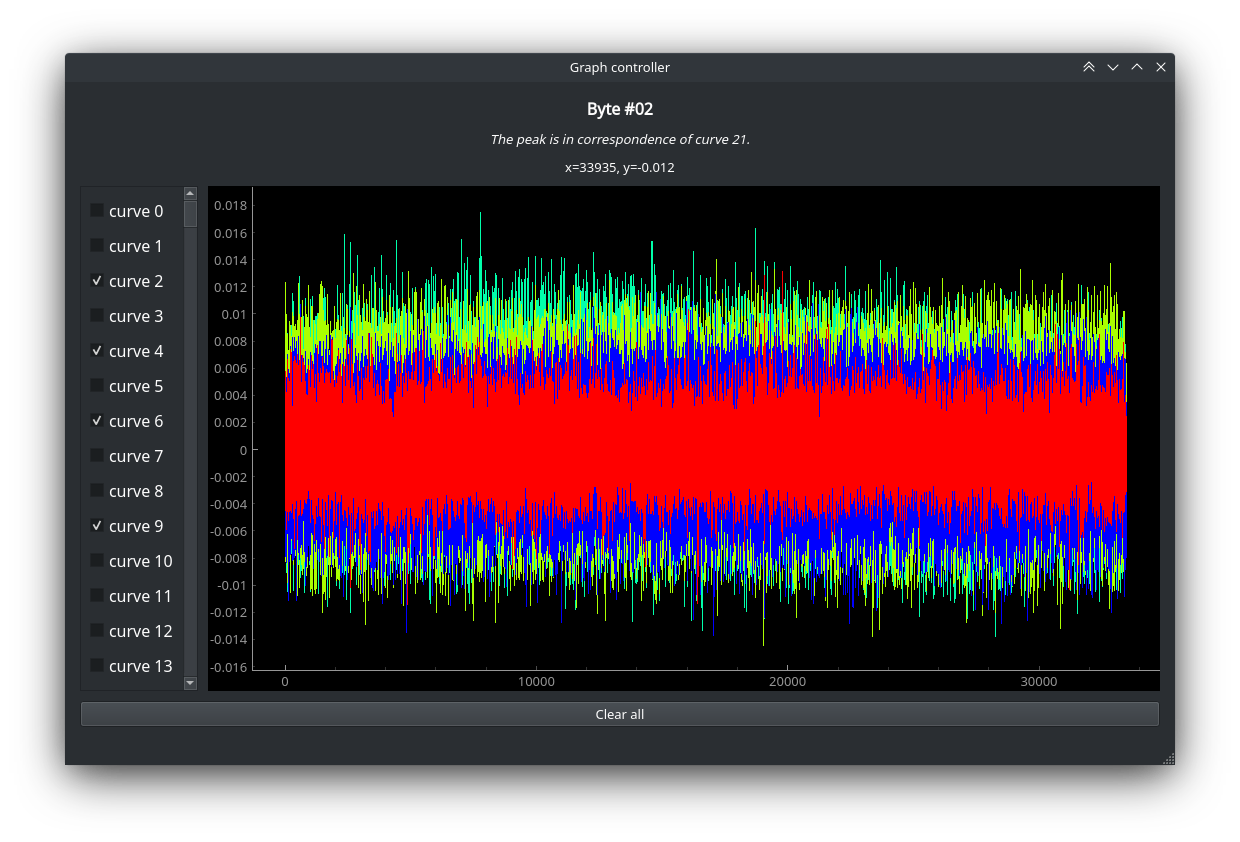 Graph controller
Byte #02
The peak is in correspondence of curve 21.
x=33935, y=-0.012
curve 0
curve 1
curve 2
curve 3
curve 4
curve 5
curve 6
curve 7
curve 8
curve 9
curve 10
curve 11
curve 12
curve 13
0.018
0.016
0.014
0.012
0.01
0.008
0.006
0.004
0.002
0
-0.002
-0.004
-0.006
-0.008
-0.01
-0.012
-0.014
-0.016
0 10000 20000 30000
Clear all